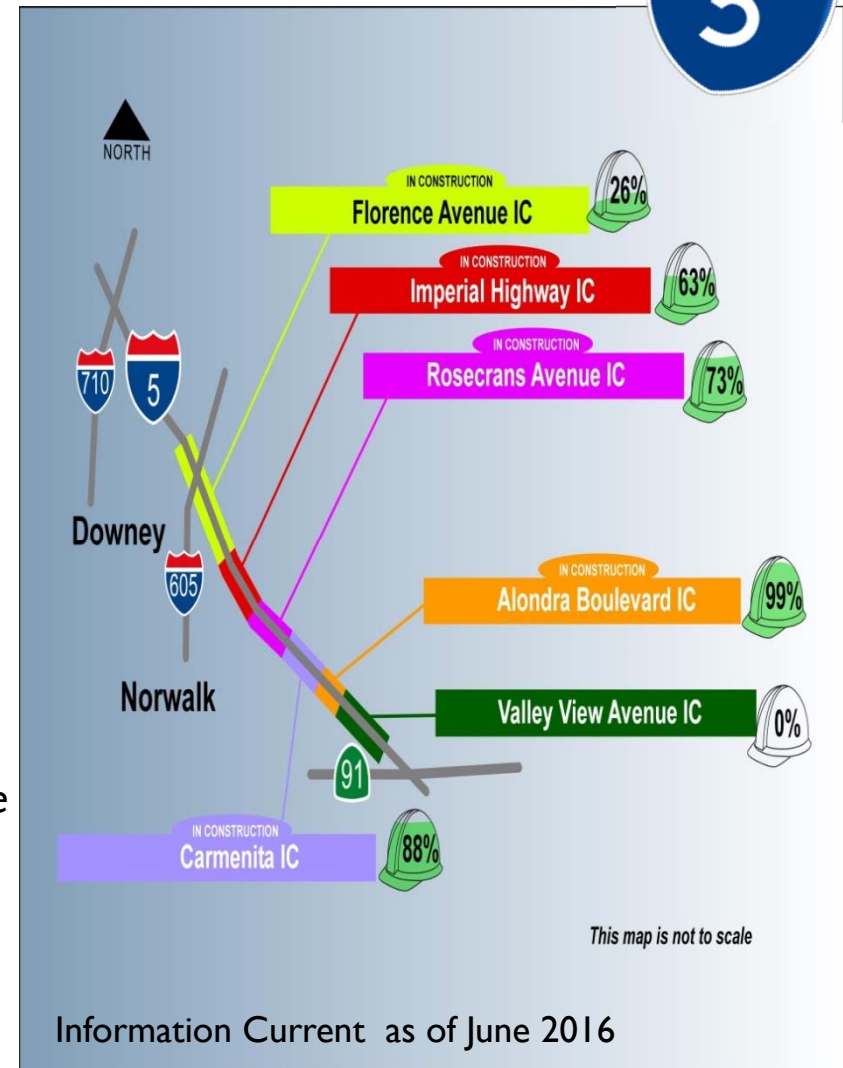 5
NORTH
IN CONSTRUCTION
Florence Avenue IC
26%
IN CONSTRUCTION
Imperial Highway IC
63%
IN CONSTRUCTION
Rosecrans Avenue IC
73%
710
5
Downey
605
IN CONSTRUCTION
Alondra Boulevard IC
99%
Norwalk
Valley View Avenue IC
0%
91
e
IN CONSTRUCTION
Carmenita IC
88%
This map is not to scale
Information Current as of June 2016